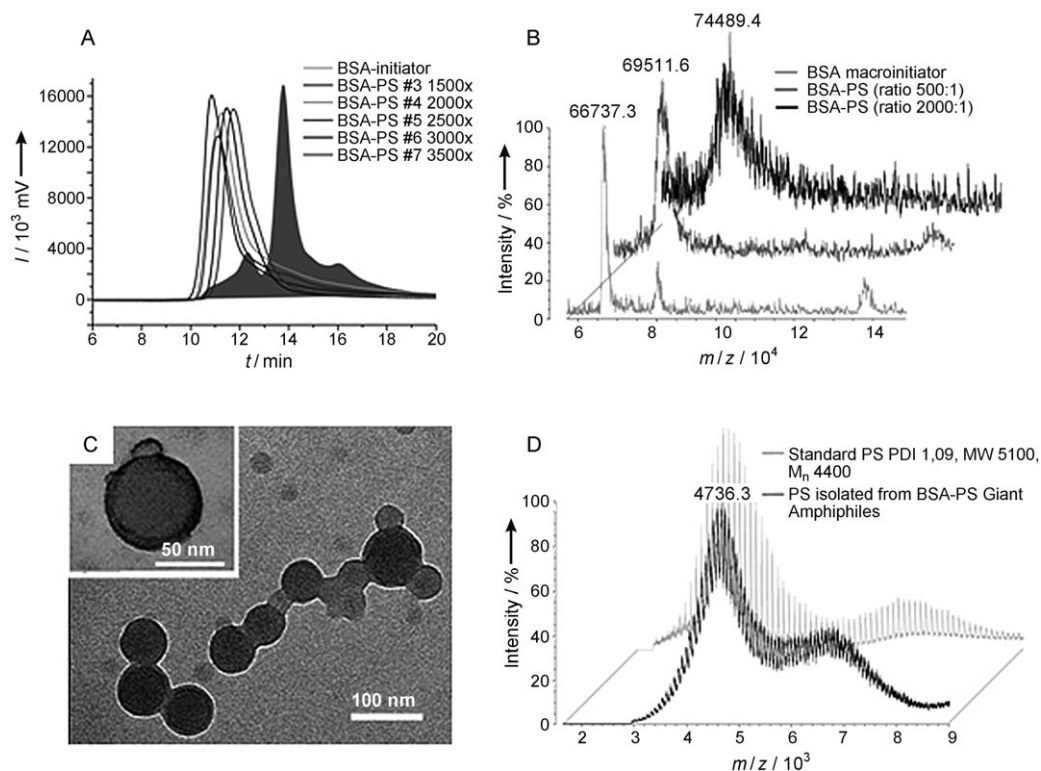 A
I / 10³ mV
16000
12000
8000
4000
0
6 8 10 12 14 16 18 20
t / min
BSA-initiator
BSA-PS #3 1500x
BSA-PS #4 2000x
BSA-PS #5 2500x
BSA-PS #6 3000x
BSA-PS #7 3500x
B
74489.4
69511.6
66737.3
BSA macroinitiator
BSA-PS (ratio 500:1)
BSA-PS (ratio 2000:1)
Intensity / %
100
80
60
40
20
0
6 8 10 12 14
m / z / 10⁴
C
50 nm
100 nm
D
Standard PS PDI 1,09, MW 5100,
Mₙ 4400
PS isolated from BSA-PS Giant
Amphiphiles
4736.3
Intensity / %
100
80
60
40
20
0
2 3 4 5 6 7 8 9
m / z / 10³